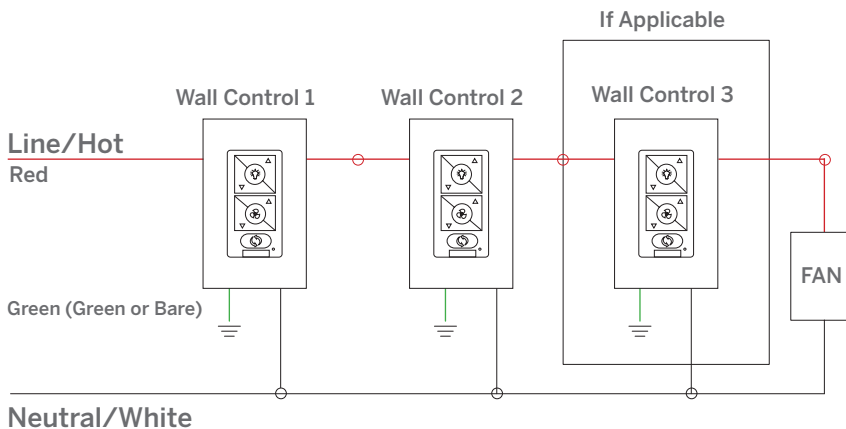 If Applicable
Wall Control 1
Wall Control 2
Wall Control 3
Line/Hot
Red
FAN
Green (Green or Bare)
Neutral/White